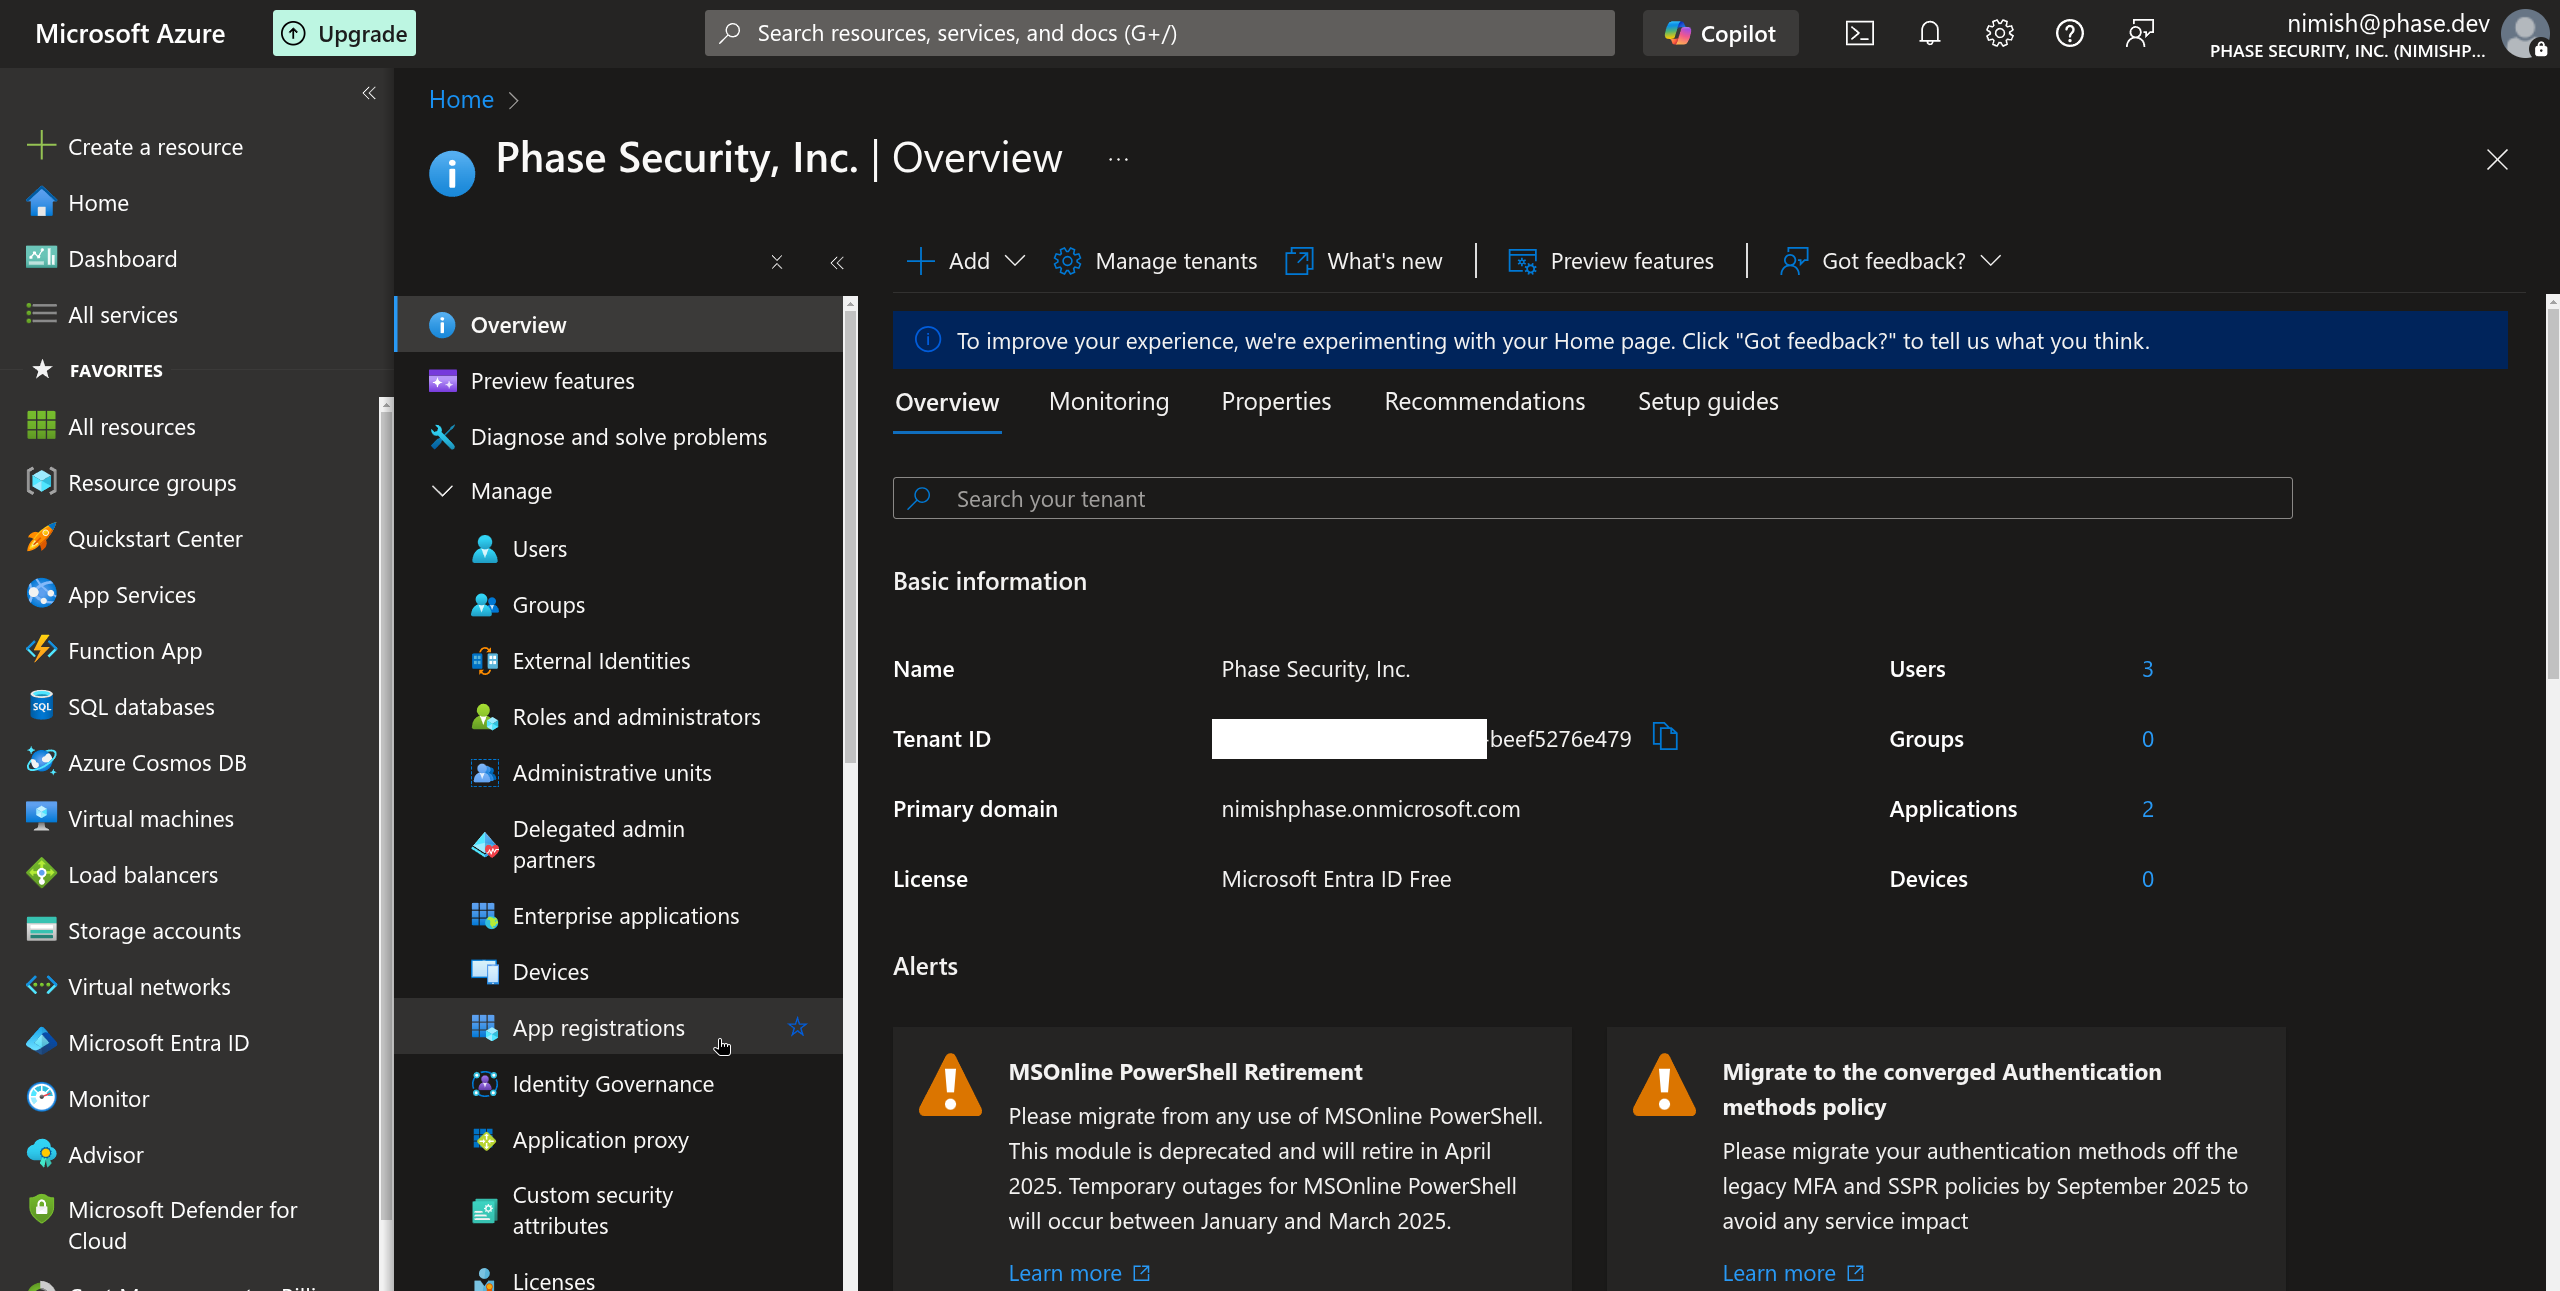 Microsoft Azure
Upgrade
Search resources, services, and docs (G+/)
Copilot
nimish@phase.dev
PHASE SECURITY, INC. (NIMISHP...
Create a resource
Home
Dashboard
All services
FAVORITES
All resources
Resource groups
Quickstart Center
App Services
Function App
SQL databases
Azure Cosmos DB
Virtual machines
Load balancers
Storage accounts
Virtual networks
Microsoft Entra ID
Monitor
Advisor
Microsoft Defender for
Cloud
Home
Phase Security, Inc. | Overview
...
Overview
Preview features
Diagnose and solve problems
Manage
Users
Groups
External Identities
Roles and administrators
Administrative units
Delegated admin
partners
Enterprise applications
Devices
App registrations
Identity Governance
Application proxy
Custom security
attributes
Licenses
Add
Manage tenants
What's new
Preview features
Got feedback?
To improve your experience, we're experimenting with your Home page. Click "Got feedback?" to tell us what you think.
Overview
Monitoring
Properties
Recommendations
Setup guides
Search your tenant
Basic information
Name
Phase Security, Inc.
Users
3
Tenant ID
-beef5276e479
Groups
0
Primary domain
nimishphase.onmicrosoft.com
Applications
2
License
Microsoft Entra ID Free
Devices
0
Alerts
MSOnline PowerShell Retirement
Please migrate from any use of MSOnline PowerShell.
This module is deprecated and will retire in April
2025. Temporary outages for MSOnline PowerShell
will occur between January and March 2025.
Learn more
Migrate to the converged Authentication
methods policy
Please migrate your authentication methods off the
legacy MFA and SSPR policies by September 2025 to
avoid any service impact
Learn more